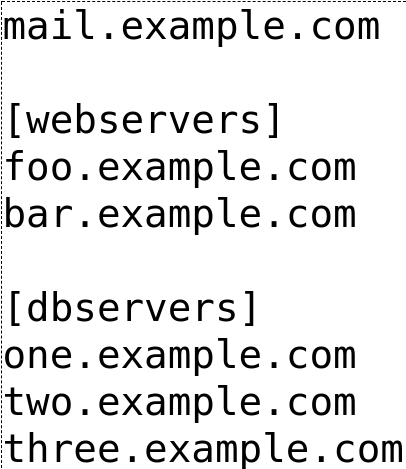 mail.example.com

[webservers]
foo.example.com
bar.example.com

[dbservers]
one.example.com
two.example.com
three.example.com